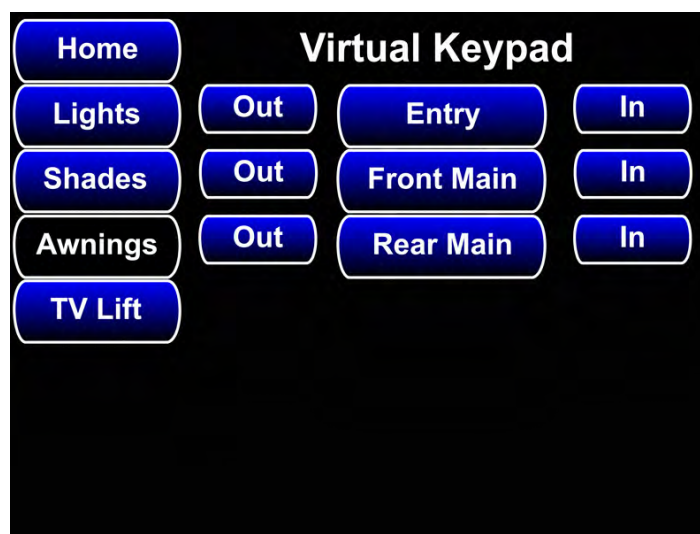 Home
Virtual Keypad
Lights
Out
Entry
In
Shades
Out
Front Main
In
Awnings
Out
Rear Main
In
TV Lift